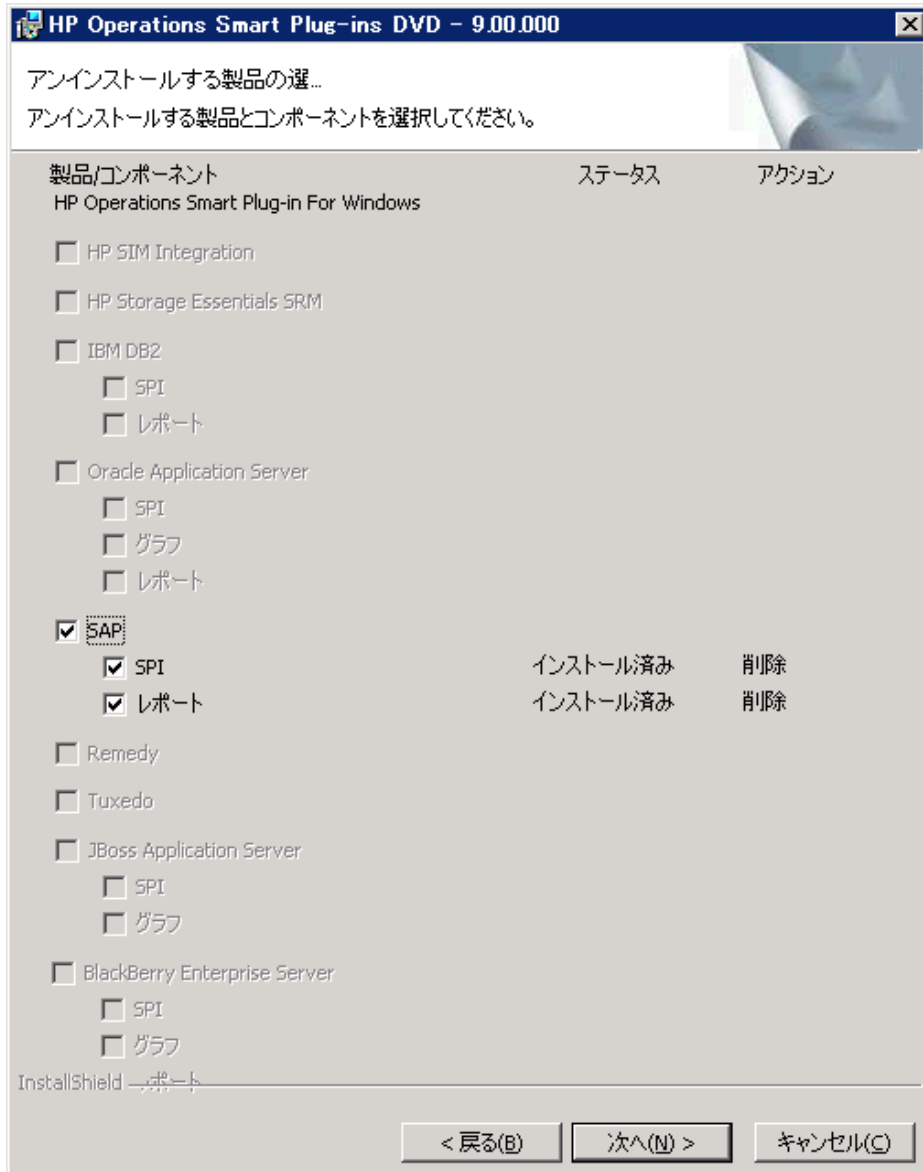 HP Operations Smart Plug-ins DVD - 9.00.000
アンインストールする製品の選...
アンインストールする製品とコンポーネントを選択してください。
製品/コンポーネント ステータス アクション
HP Operations Smart Plug-in For Windows
HP SIM Integration
HP Storage Essentials SRM
IBM DB2
SPI
レポート
Oracle Application Server
SPI
グラフ
レポート
SAP
SPI インストール済み 削除
レポート インストール済み 削除
Remedy
Tuxedo
JBoss Application Server
SPI
グラフ
BlackBerry Enterprise Server
SPI
グラフ
InstallShield レポート
< 戻る(B) 次へ(N) > キャンセル(C)